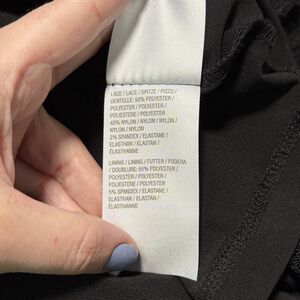 LACE / LACE / SPITZE / PIZZO /
DENTELLE: 58% POLYESTER /
POLYESTER / POLYESTER /
POLIESTERE / POLYESTER
40% NYLON / NYLON / NYLON /
NYLON / NYLON
2% SPANDEX / ELASTANE /
ELASTHAN / ELASTAN /
ÉLASTHANNE
LINING / LINING / FUTTER / FODERA
/ DOUBLURE: 95% POLYESTER /
POLYESTER / POLYESTER /
POLIESTERE / POLYESTER
5% SPANDEX / ELASTANE /
ELASTHAN / ELASTAN /
ÉLASTHANNE